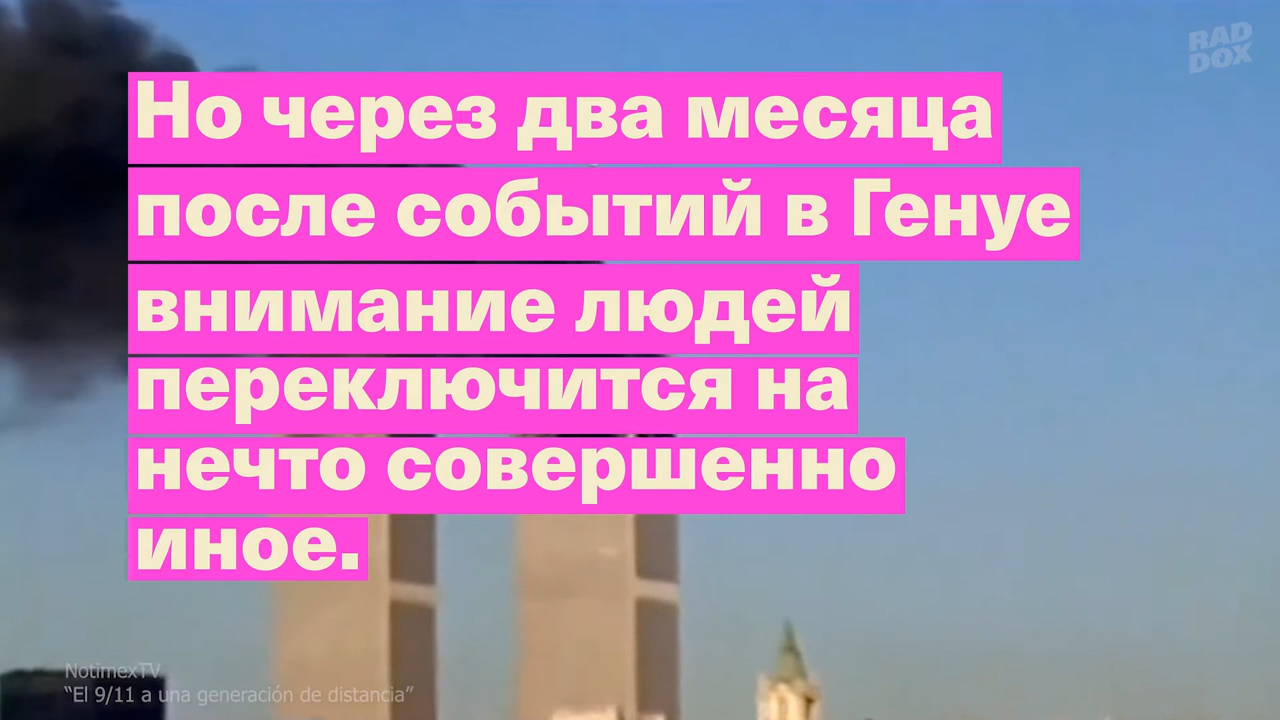 RAD
DOX
Но через два месяца
после событий в Генуе
внимание людей
переключится на
нечто совершенно
иное.
NotimexTV
“El 9/11 a una generación de distancia”